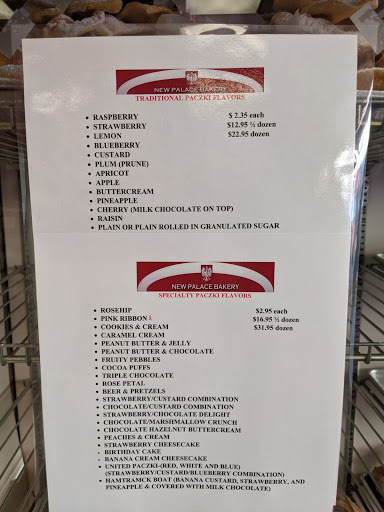 NEW PALACE BAKERY
TRADITIONAL PACZKI FLAVORS
• RASPBERRY $ 2.35 each
• STRAWBERRY $12.95 ½ dozen
• LEMON $22.95 dozen
• BLUEBERRY
• CUSTARD
• PLUM (PRUNE)
• APRICOT
• APPLE
• BUTTERCREAM
• PINEAPPLE
• CHERRY (MILK CHOCOLATE ON TOP)
• RAISIN
• PLAIN OR PLAIN ROLLED IN GRANULATED SUGAR
NEW PALACE BAKERY
SPECIALTY PACZKI FLAVORS
• ROSEHIP $2.95 each
• PINK RIBBON $16.95 ½ dozen
• COOKIES & CREAM $31.95 dozen
• CARAMEL CREAM
• PEANUT BUTTER & JELLY
• PEANUT BUTTER & CHOCOLATE
• FRUITY PEBBLES
• COCOA PUFFS
• TRIPLE CHOCOLATE
• ROSE PETAL
• BEER & PRETZELS
• STRAWBERRY/CUSTARD COMBINATION
• CHOCOLATE/CUSTARD COMBINATION
• STRAWBERRY/CHOCOLATE DELIGHT
• CHOCOLATE/MARSHMALLOW CRUNCH
• CHOCOLATE HAZELNUT BUTTERCREAM
• PEACHES & CREAM
• STRAWBERRY CHEESECAKE
• BIRTHDAY CAKE
• BANANA CREAM CHEESECAKE
• UNITED PACZKI-(RED, WHITE AND BLUE)
(STRAWBERRY/CUSTARD/BLUEBERRY COMBINATION)
• HAMTRAMCK BOAT (BANANA CUSTARD, STRAWBERRY, AND
PINEAPPLE & COVERED WITH MILK CHOCOLATE)